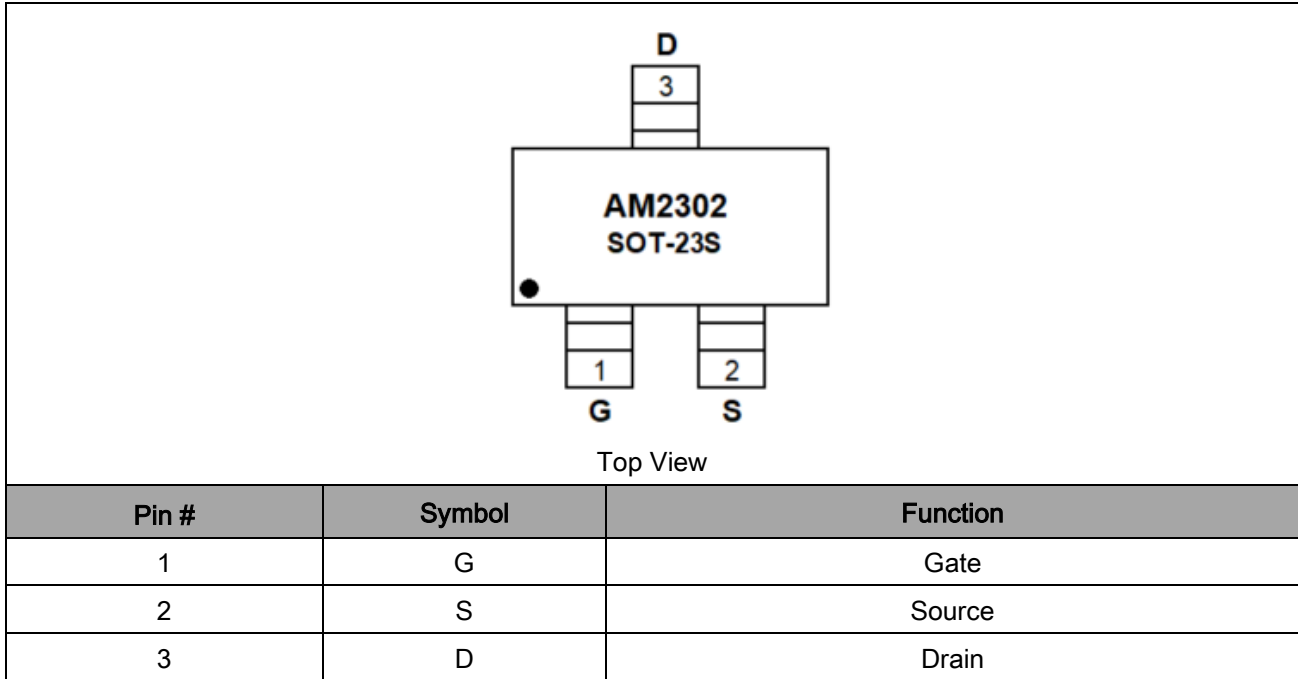 D
3
AM2302
SOT-23S
1 2
G S
Top View
Pin # Symbol Function
1 G Gate
2 S Source
3 D Drain